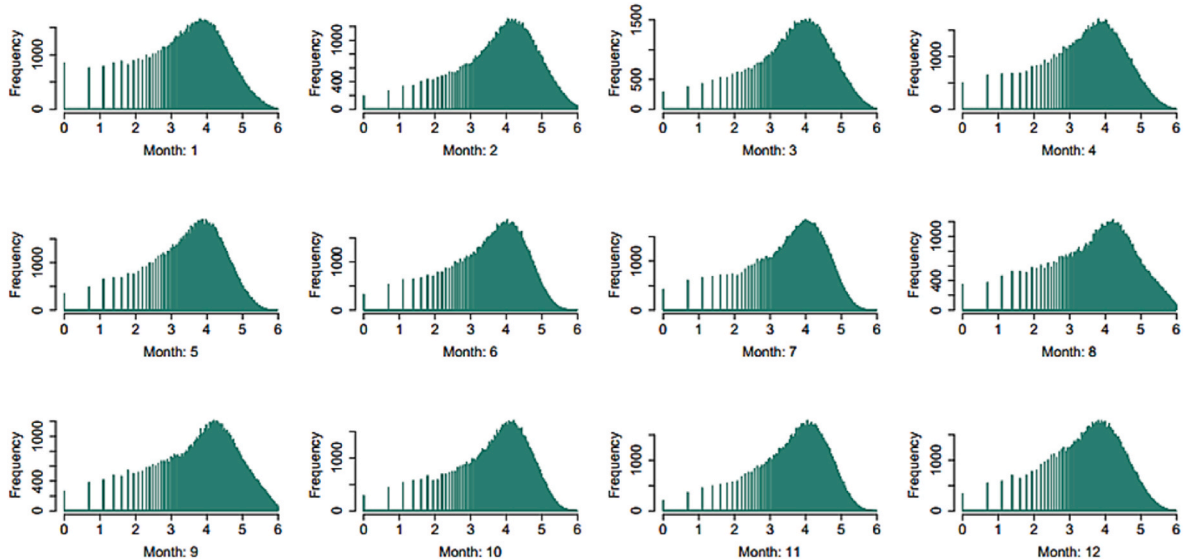 Frequency 0 1000 Frequency 0 400 1000 Frequency 0 500 1500 Frequency 0 1000
0 1 2 3 4 5 6 0 1 2 3 4 5 6 0 1 2 3 4 5 6 0 1 2 3 4 5 6
Month: 1 Month: 2 Month: 3 Month: 4
Frequency 0 1000 Frequency 0 1000 Frequency 0 1000 Frequency 0 400 1000
0 1 2 3 4 5 6 0 1 2 3 4 5 6 0 1 2 3 4 5 6 0 1 2 3 4 5 6
Month: 5 Month: 6 Month: 7 Month: 8
Frequency 0 400 1000 Frequency 0 1000 Frequency 0 1000 Frequency 0 1000
0 1 2 3 4 5 6 0 1 2 3 4 5 6 0 1 2 3 4 5 6 0 1 2 3 4 5 6
Month: 9 Month: 10 Month: 11 Month: 12